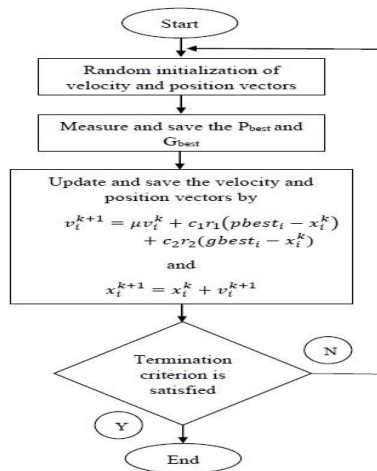 Start
Random initialization of
velocity and position vectors
Measure and save the Pbest and
Gbest
Update and save the velocity and
position vectors by
v_i^{k+1} = μv_i^k + c_1r_1(pbest_i − x_i^k)
+ c_2r_2(gbest_i − x_i^k)
and
x_i^{k+1} = x_i^k + v_i^{k+1}
Termination
criterion is
satisfied
N
Y
End